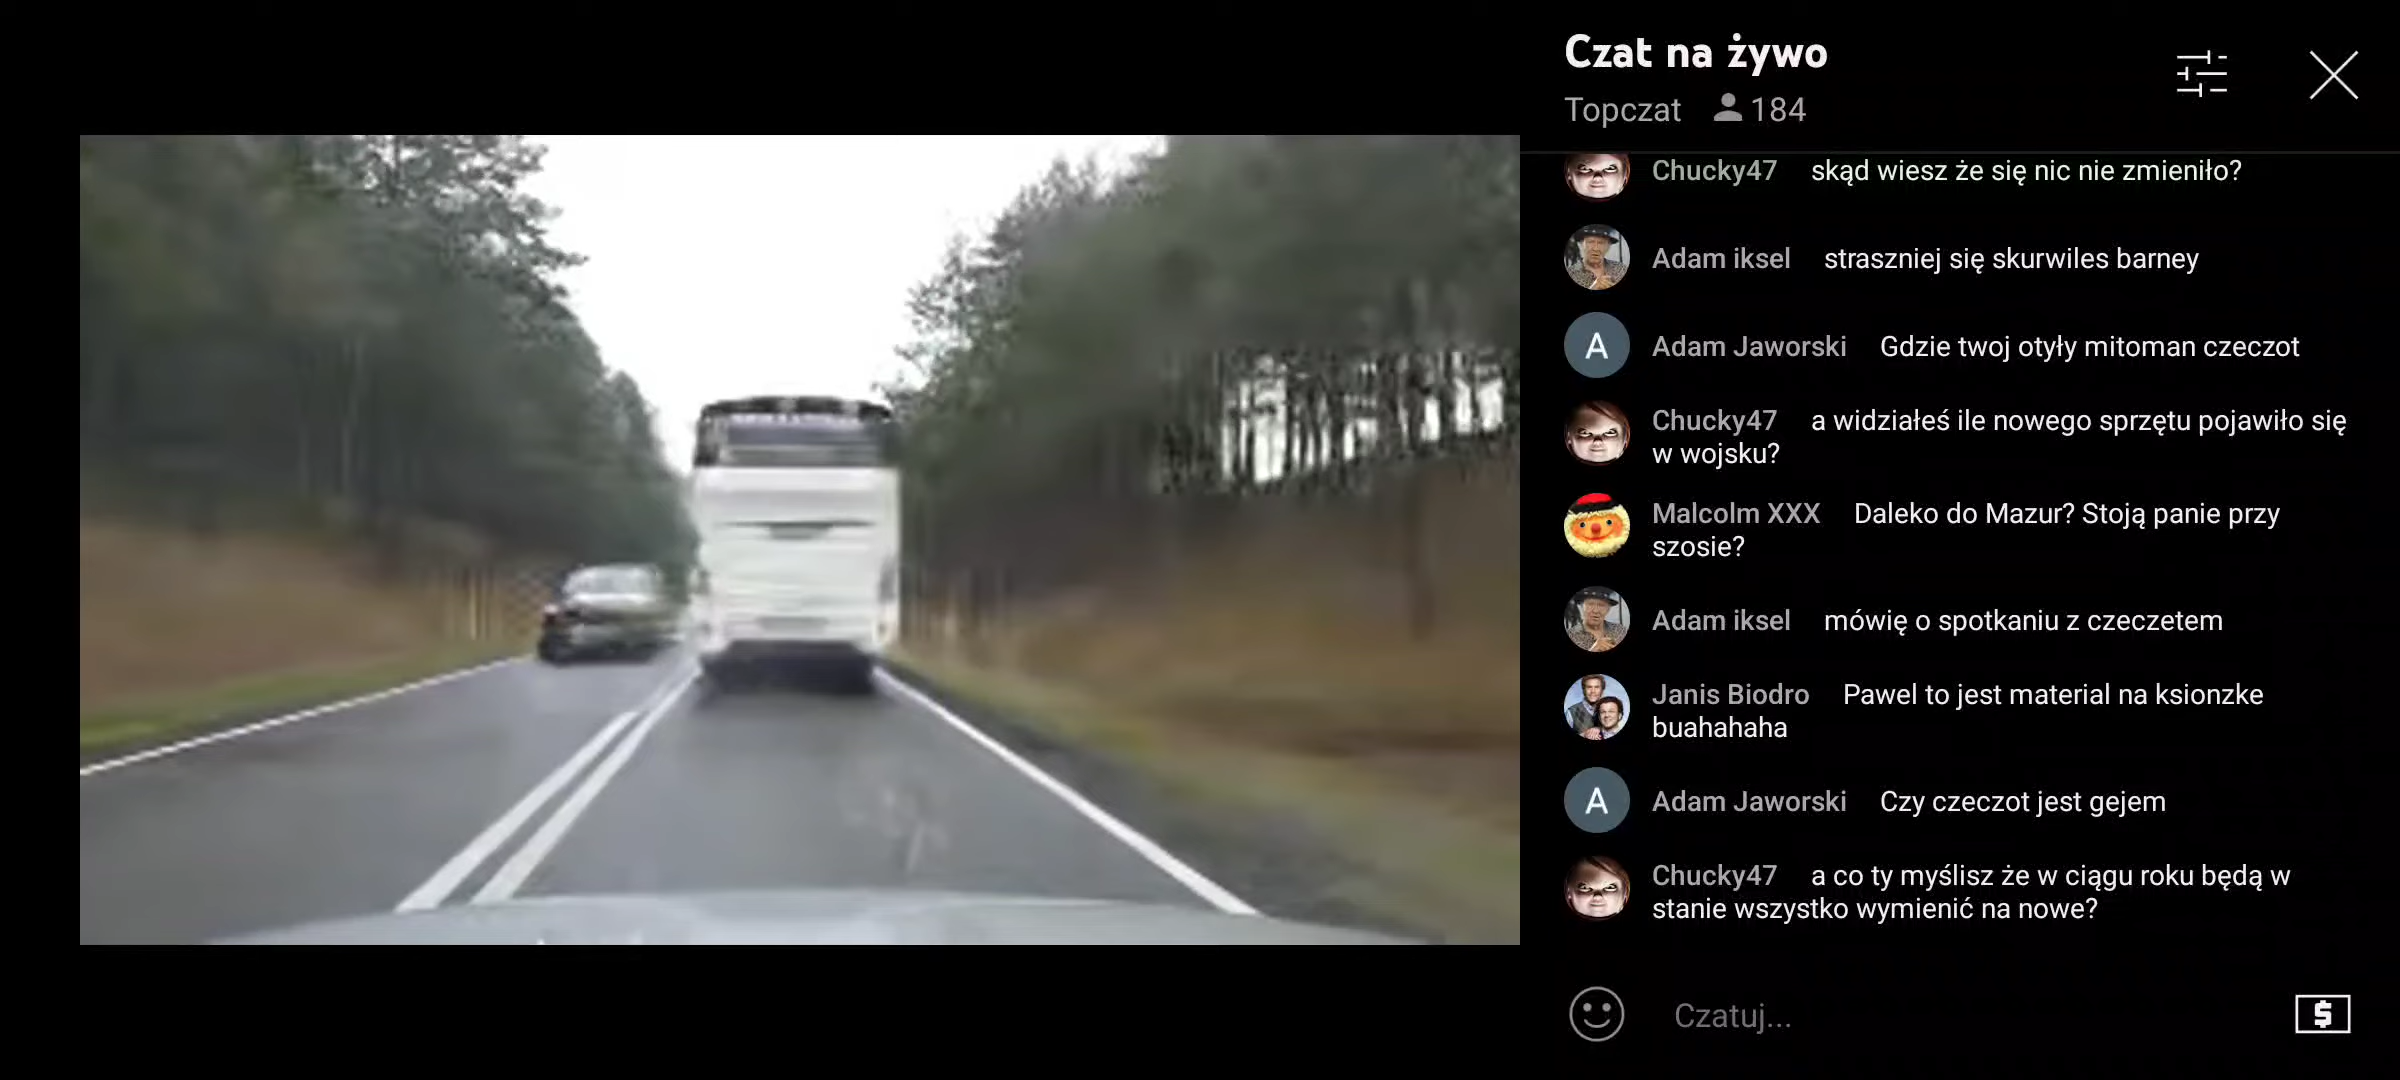 Czat na żywo
Topczat 184
Chucky47 skąd wiesz że się nic nie zmieniło?
Adam iksel straszniej się skurwiles barney
A Adam Jaworski Gdzie twoj otyły mitoman czeczot
Chucky47 a widziałeś ile nowego sprzętu pojawiło się
w wojsku?
Malcolm XXX Daleko do Mazur? Stoją panie przy
szosie?
Adam iksel mówię o spotkaniu z czeczetem
Janis Biodro Pawel to jest material na ksionzke
buahahaha
A Adam Jaworski Czy czeczot jest gejem
Chucky47 a co ty myślisz że w ciągu roku będą w
stanie wszystko wymienić na nowe?
Czatuj...
$